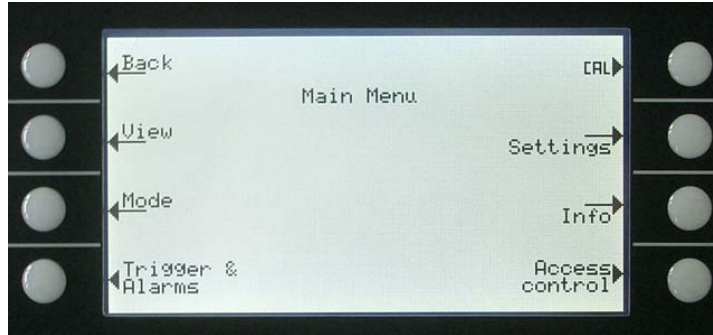 Back
CAL
Main Menu
View
Settings
Mode
Info
Trigger &
Alarms
Access
control